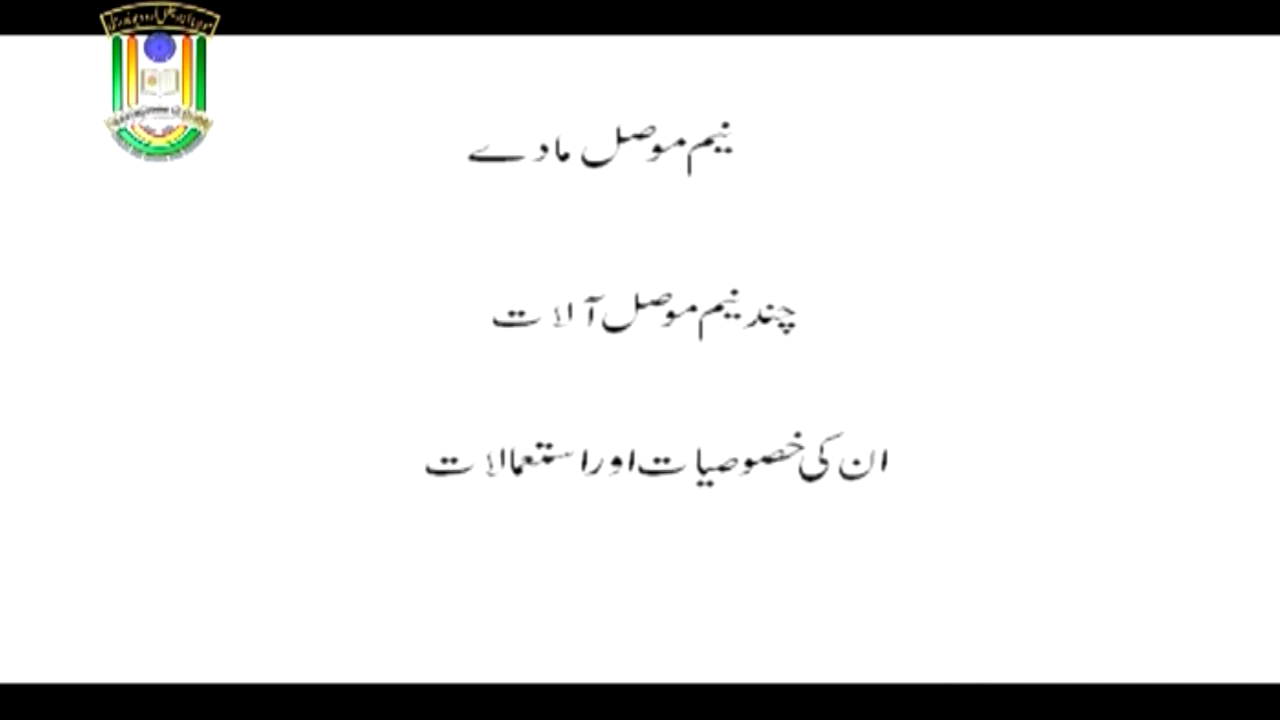 نیم موصل مادے
چند نیم موصل آلات
ان کی خصوصیات اور استعمالات